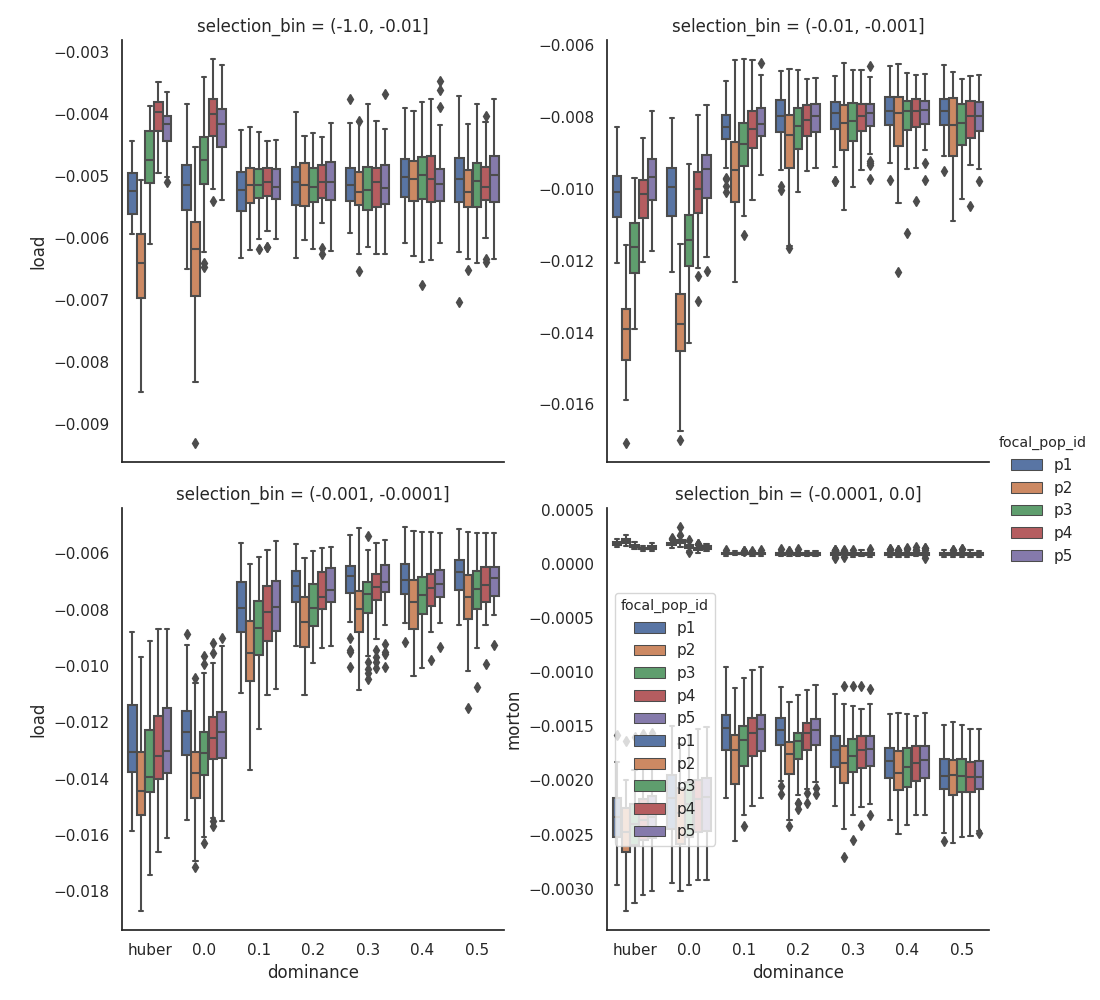 selection_bin = (-1.0, -0.01]
selection_bin = (-0.01, -0.001]
−0.003
−0.004
−0.005
−0.006
−0.007
−0.008
−0.009
load
−0.006
−0.008
−0.010
−0.012
−0.014
−0.016
focal_pop_id
p1
p2
p3
p4
p5
selection_bin = (-0.001, -0.0001]
selection_bin = (-0.0001, 0.0]
−0.006
−0.008
−0.010
−0.012
−0.014
−0.016
−0.018
load
huber
0.0
0.1
0.2
0.3
0.4
0.5
dominance
0.0005
0.0000
−0.0005
−0.0010
−0.0015
−0.0020
−0.0025
−0.0030
morton
focal_pop_id
p1
p2
p3
p4
p5
p1
p2
p3
p4
p5
huber
0.0
0.1
0.2
0.3
0.4
0.5
dominance